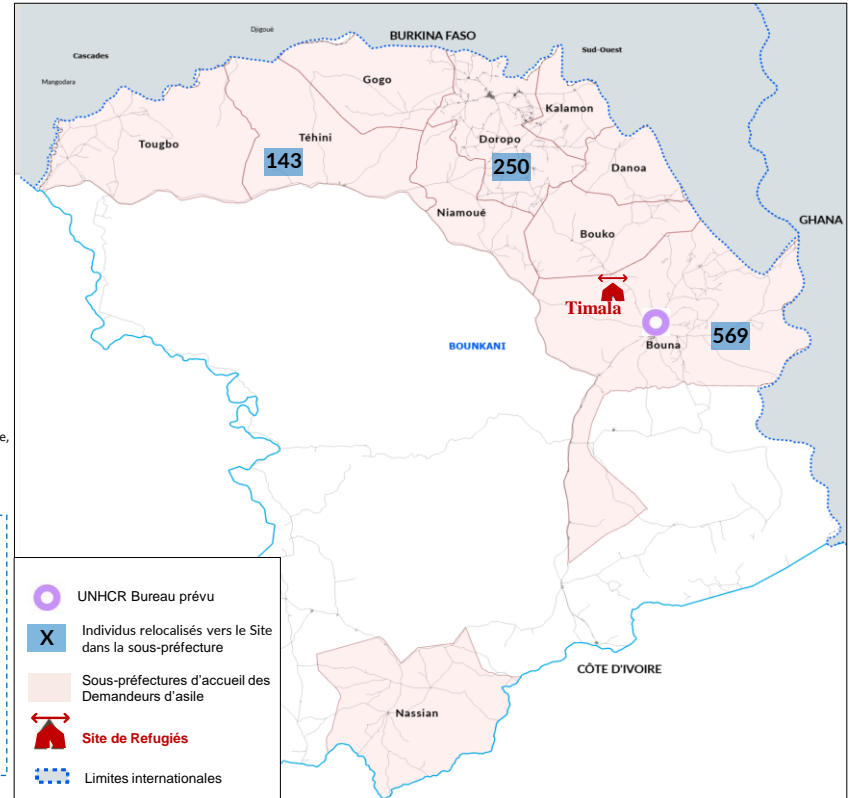 Djigouè
BURKINA FASO
Cascades
Sud-Ouest
Mangodara
Gogo
Kalamon
Tougbo
Téhini
Doropo
143
250
Danoa
Niamoué
Bouko
GHANA
Timala
BOUNKANI
Bouna
569
e,
UNHCR Bureau prévu
X
Individus relocalisés vers le Site
dans la sous-préfecture
Sous-préfectures d'accueil des
Demandeurs d'asile
Site de Refugiés
Limites internationales
CÔTE D'IVOIRE
Nassian